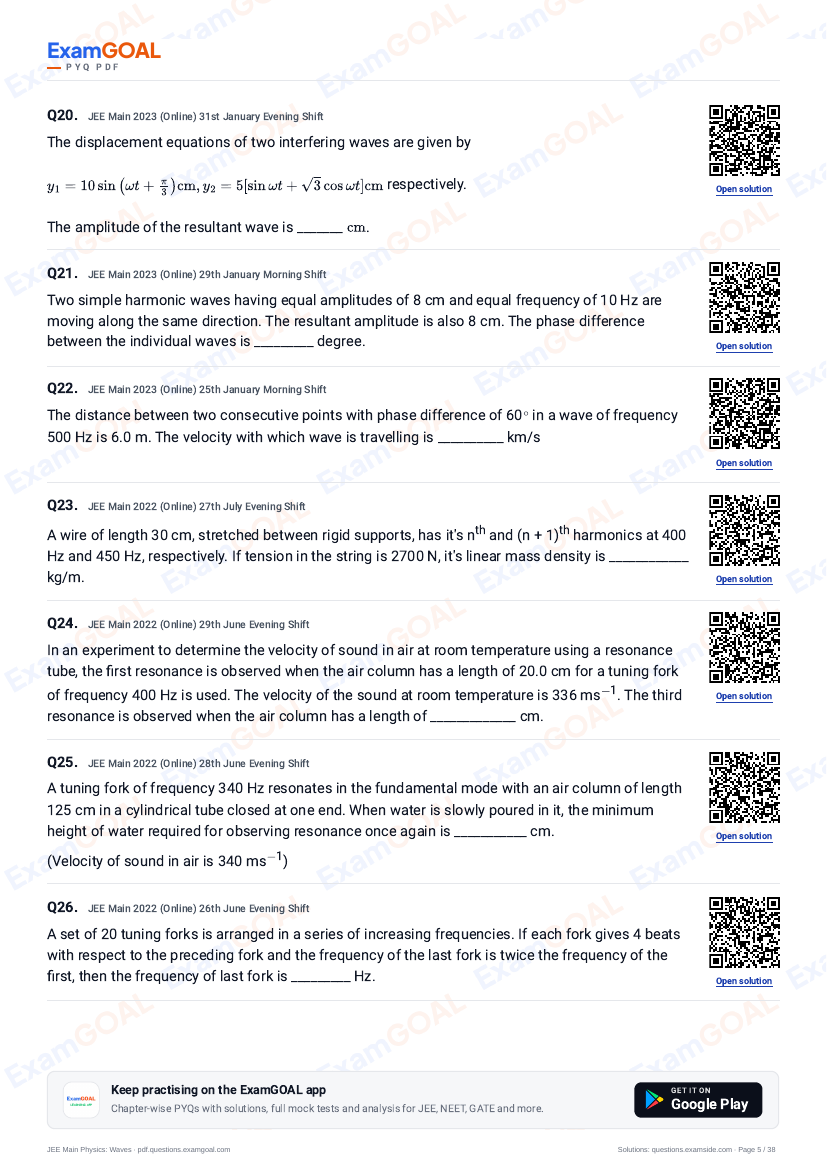 ExamGOAL
PYQ PDF
Q20. JEE Main 2023 (Online) 31st January Evening Shift
The displacement equations of two interfering waves are given by
y₁ = 10 sin (ωt + π/3) cm, y₂ = 5[sin ωt + √3 cos ωt]cm respectively.
The amplitude of the resultant wave is _______ cm.
Open solution
Q21. JEE Main 2023 (Online) 29th January Morning Shift
Two simple harmonic waves having equal amplitudes of 8 cm and equal frequency of 10 Hz are
moving along the same direction. The resultant amplitude is also 8 cm. The phase difference
between the individual waves is _________ degree.
Open solution
Q22. JEE Main 2023 (Online) 25th January Morning Shift
The distance between two consecutive points with phase difference of 60° in a wave of frequency
500 Hz is 6.0 m. The velocity with which wave is travelling is __________ km/s
Open solution
Q23. JEE Main 2022 (Online) 27th July Evening Shift
A wire of length 30 cm, stretched between rigid supports, has it's nth and (n + 1)th harmonics at 400
Hz and 450 Hz, respectively. If tension in the string is 2700 N, it's linear mass density is ____________
kg/m.
Open solution
Q24. JEE Main 2022 (Online) 29th June Evening Shift
In an experiment to determine the velocity of sound in air at room temperature using a resonance
tube, the first resonance is observed when the air column has a length of 20.0 cm for a tuning fork
of frequency 400 Hz is used. The velocity of the sound at room temperature is 336 ms⁻¹. The third
resonance is observed when the air column has a length of _____________ cm.
Open solution
Q25. JEE Main 2022 (Online) 28th June Evening Shift
A tuning fork of frequency 340 Hz resonates in the fundamental mode with an air column of length
125 cm in a cylindrical tube closed at one end. When water is slowly poured in it, the minimum
height of water required for observing resonance once again is ___________ cm.
(Velocity of sound in air is 340 ms⁻¹)
Open solution
Q26. JEE Main 2022 (Online) 26th June Evening Shift
A set of 20 tuning forks is arranged in a series of increasing frequencies. If each fork gives 4 beats
with respect to the preceding fork and the frequency of the last fork is twice the frequency of the
first, then the frequency of last fork is _________ Hz.
Open solution
ExamGOAL
Keep practising on the ExamGOAL app
Chapter-wise PYQs with solutions, full mock tests and analysis for JEE, NEET, GATE and more.
GET IT ON
Google Play
JEE Main Physics: Waves · pdf.questions.examgoal.com
Solutions: questions.examside.com · Page 5 / 38